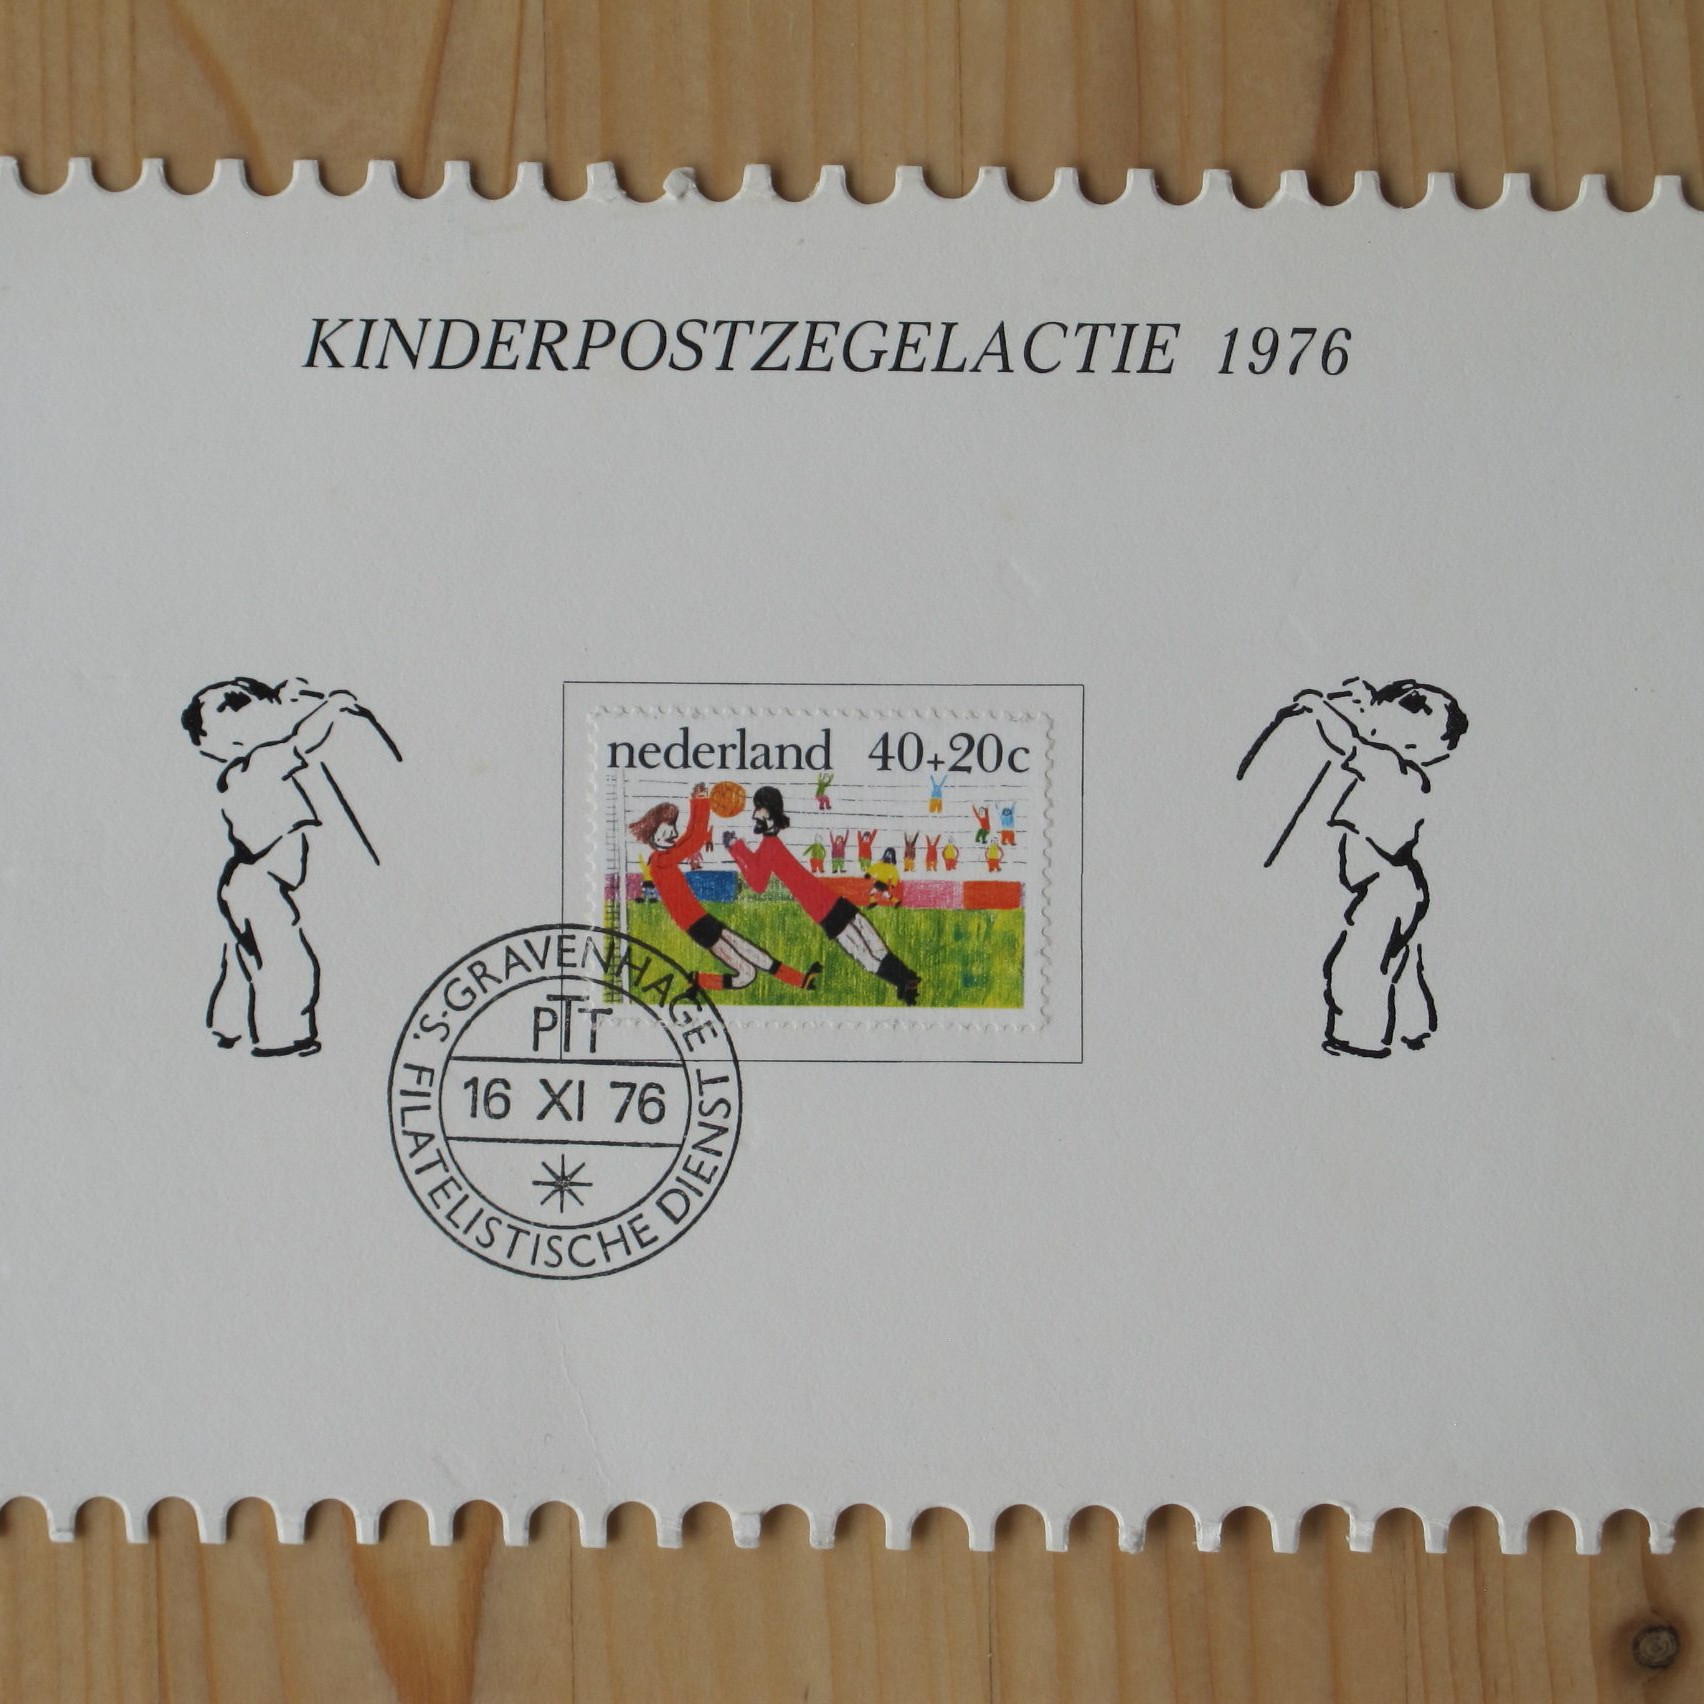 KINDERPOSTZEGELACTIE 1976
nederland 40+20c
'S-GRAVENHAGE
PTT
16 XI 76
FILATELISTISCHE DIENST